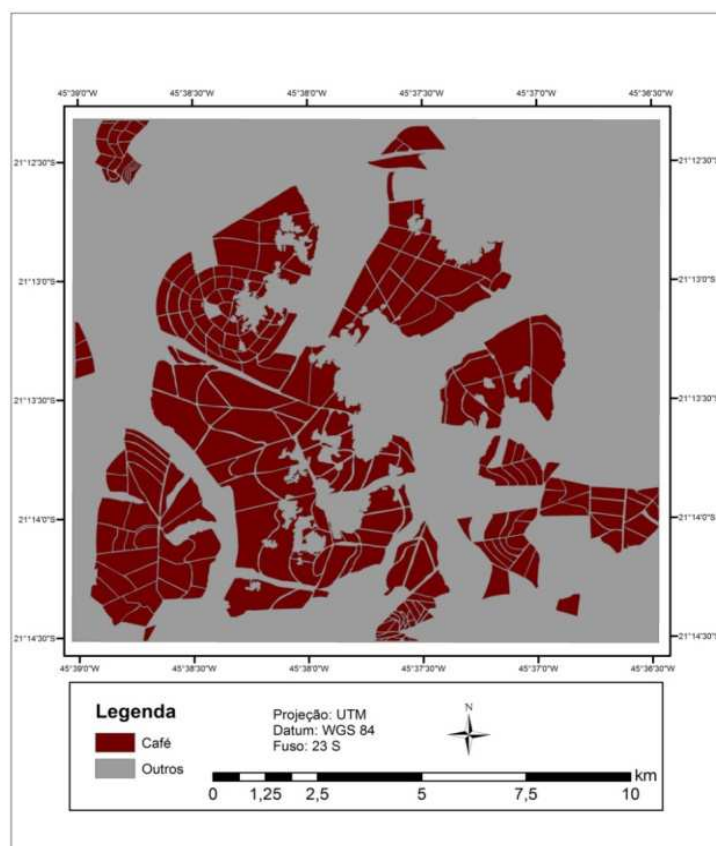 45°39'0"W 45°38'30"W 45°38'0"W 45°37'30"W 45°37'0"W 45°36'30"W
21°12'30"S 21°12'30"S
21°13'0"S 21°13'0"S
21°13'30"S 21°13'30"S
21°14'0"S 21°14'0"S
21°14'30"S 21°14'30"S
45°39'0"W 45°38'30"W 45°38'0"W 45°37'30"W 45°37'0"W 45°36'30"W
Legenda
Café
Outros
Projeção: UTM
Datum: WGS 84
Fuso: 23 S
N
km
0 1,25 2,5 5 7,5 10